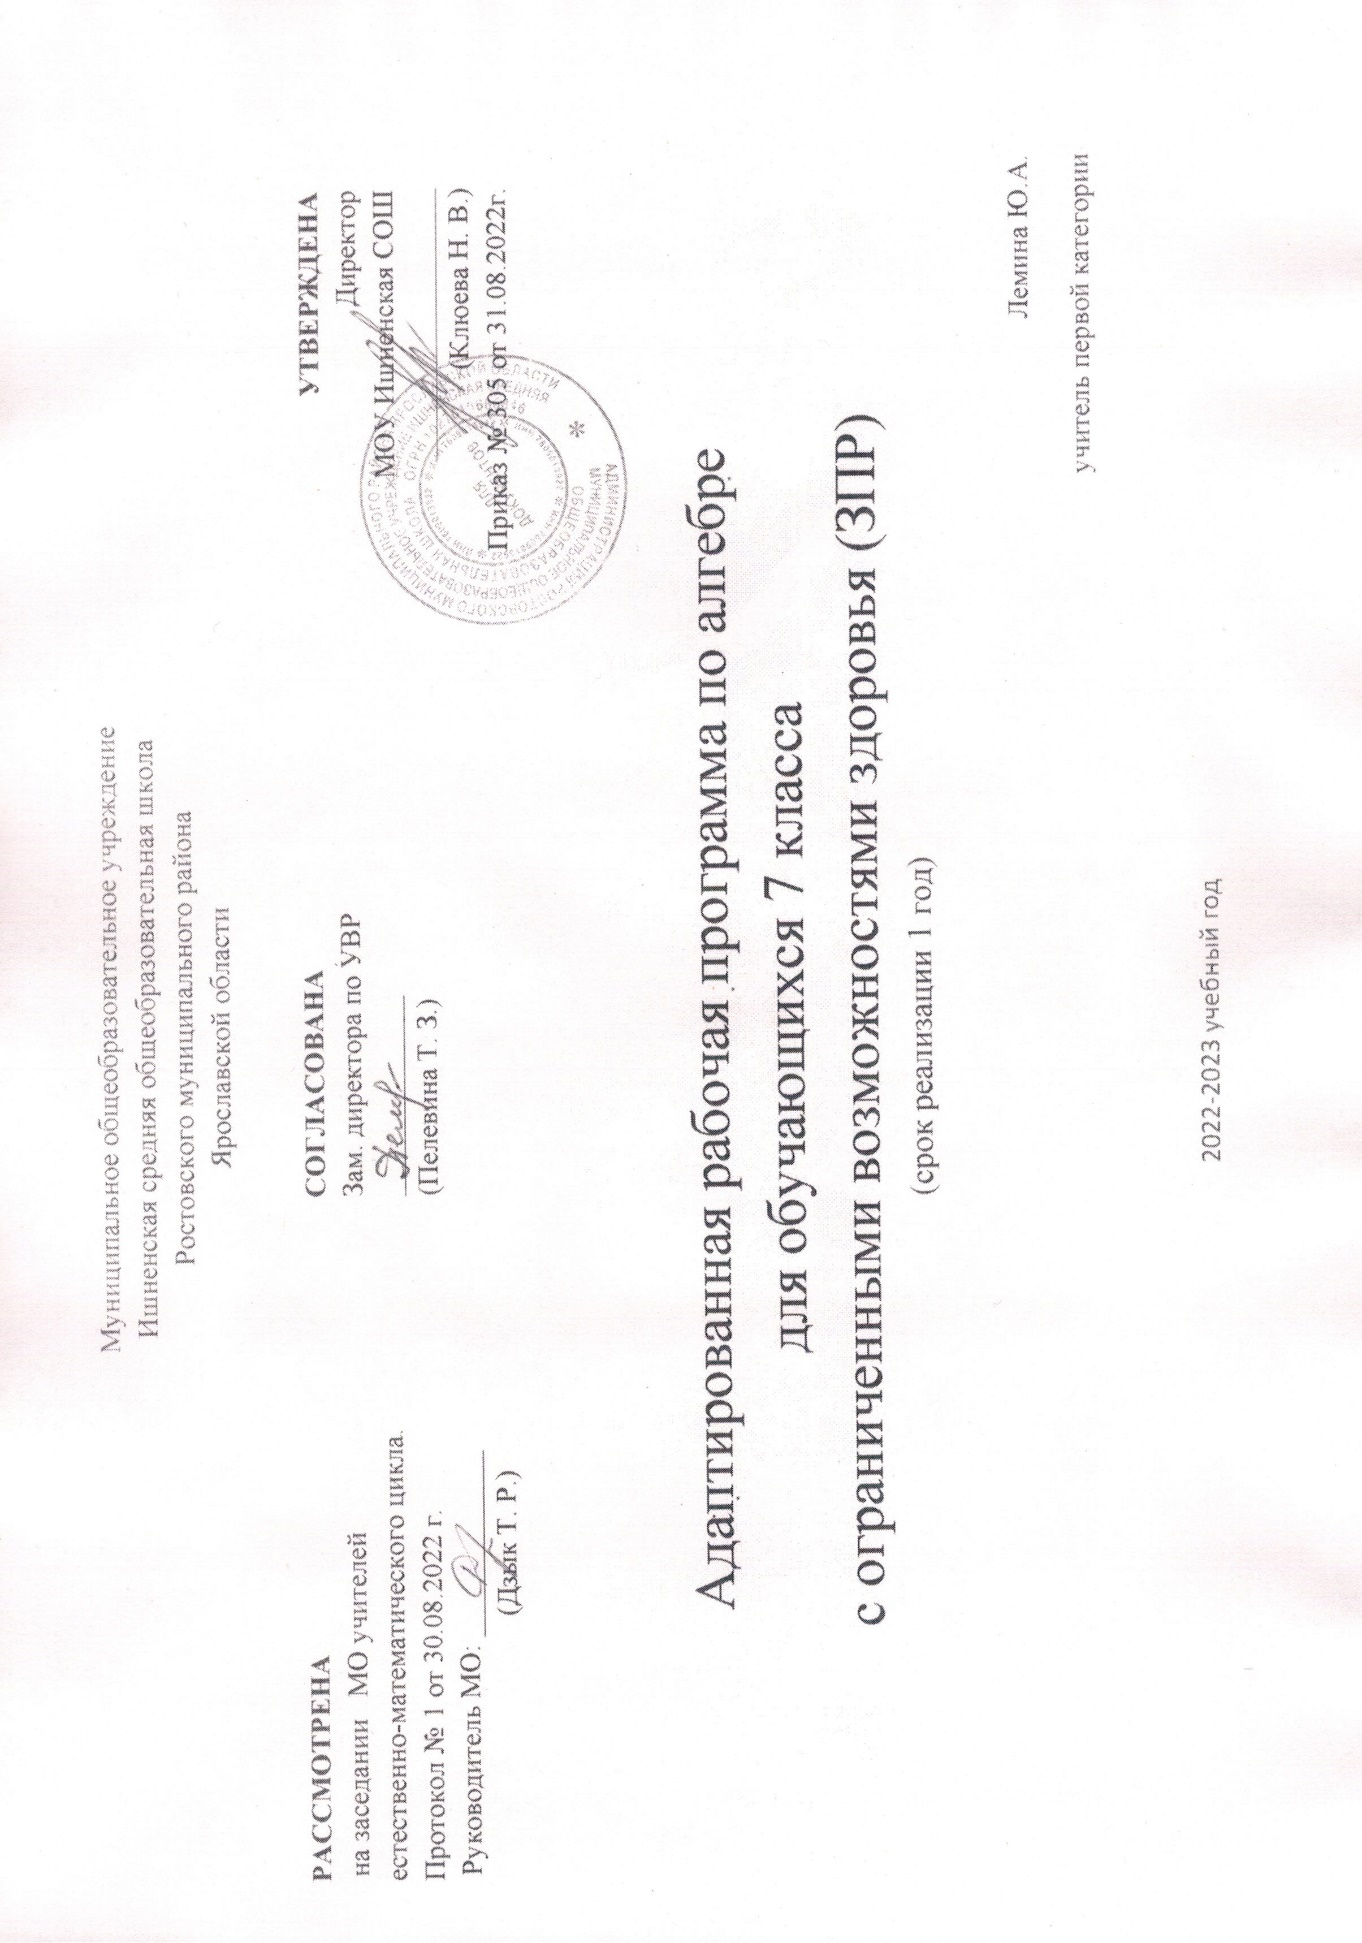 Муниципальное общеобразовательное учреждение
Ишненская средняя общеобразовательная школа
Ростовского муниципального района
Ярославской области
РАССМОТРЕНА
на заседании МО учителей
естественно-математического цикла.
Протокол № 1 от 30.08.2022 г.
Руководитель МО:
(Дзык Т. Р.)
СОГЛАСОВАНА
Зам. директора по УВР
(Пелевина Т. З.)
УТВЕРЖДЕНА
Директор
МОУ Ишненская СОШ
(Клюева Н. В.)
Приказ № 305 от 31.08.2022г.
ДЛЯ
ДОКУМЕНТОВ
Адаптированная рабочая программа по алгебре
для обучающихся 7 класса
с ограниченными возможностями здоровья (ЗПР)
(срок реализации 1 год)
Лемина Ю.А.
учитель первой категории
2022-2023 учебный год